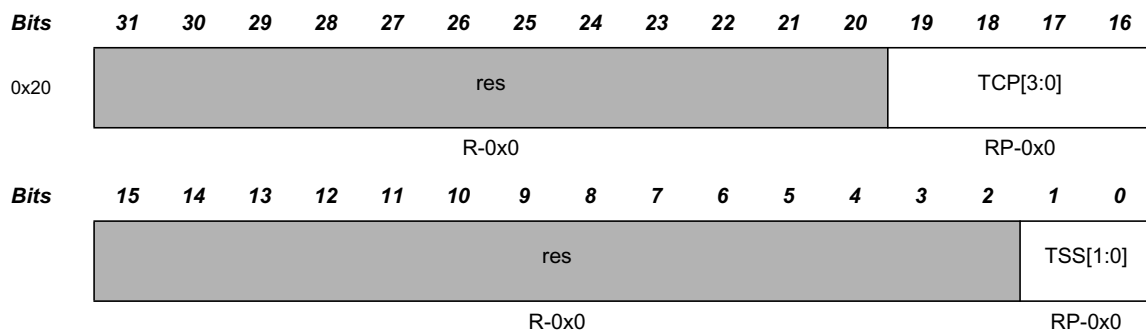 Bits 31 30 29 28 27 26 25 24 23 22 21 20 19 18 17 16
0x20 res TCP[3:0]
R-0x0 RP-0x0
Bits 15 14 13 12 11 10 9 8 7 6 5 4 3 2 1 0
res TSS[1:0]
R-0x0 RP-0x0